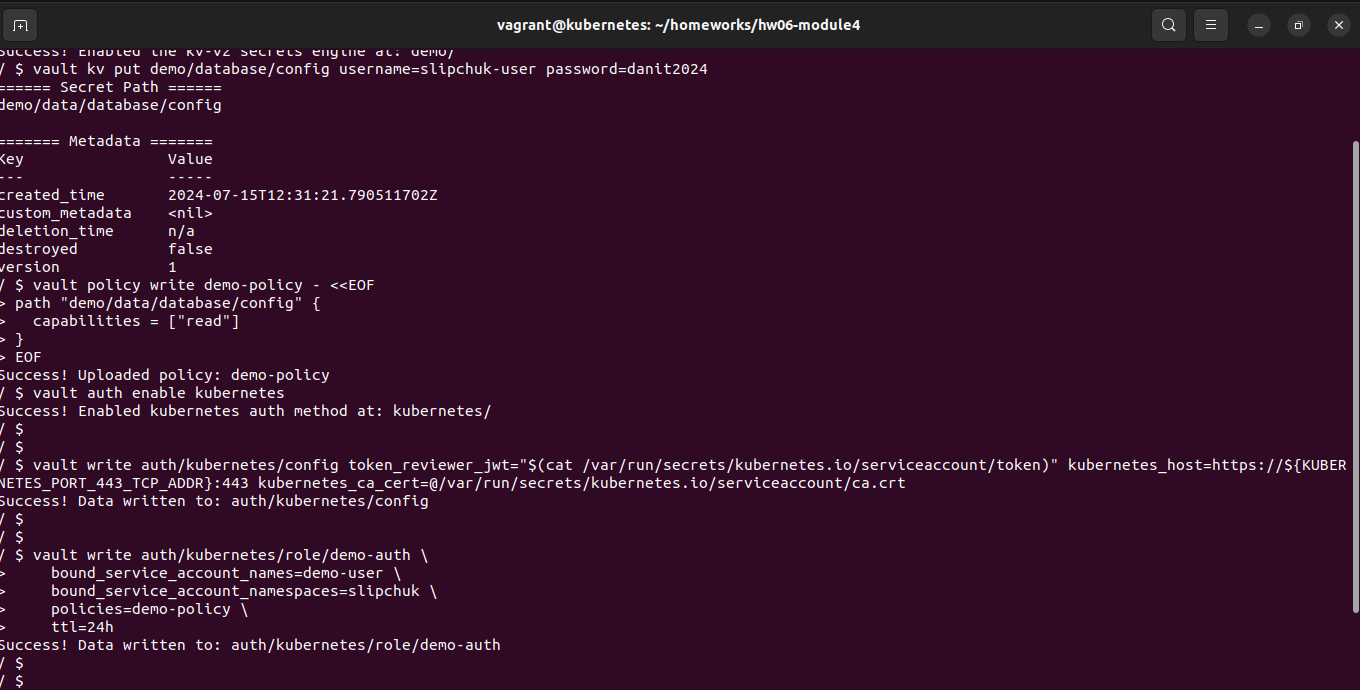 vagrant@kubernetes: ~/homeworks/hw06-module4
Success! Enabled the kv-v2 secrets engine at: demo/
/ $ vault kv put demo/database/config username=slipchuk-user password=danit2024
====== Secret Path ======
demo/data/database/config
======= Metadata =======
Key                Value
---                -----
created_time       2024-07-15T12:31:21.790511702Z
custom_metadata    <nil>
deletion_time      n/a
destroyed          false
version            1
/ $ vault policy write demo-policy - <<EOF
> path "demo/data/database/config" {
>   capabilities = ["read"]
> }
> EOF
Success! Uploaded policy: demo-policy
/ $ vault auth enable kubernetes
Success! Enabled kubernetes auth method at: kubernetes/
/ $
/ $
/ $ vault write auth/kubernetes/config token_reviewer_jwt="$(cat /var/run/secrets/kubernetes.io/serviceaccount/token)" kubernetes_host=https://${KUBER
NETES_PORT_443_TCP_ADDR}:443 kubernetes_ca_cert=@/var/run/secrets/kubernetes.io/serviceaccount/ca.crt
Success! Data written to: auth/kubernetes/config
/ $
/ $
/ $ vault write auth/kubernetes/role/demo-auth \
>     bound_service_account_names=demo-user \
>     bound_service_account_namespaces=slipchuk \
>     policies=demo-policy \
>     ttl=24h
Success! Data written to: auth/kubernetes/role/demo-auth
/ $
/ $